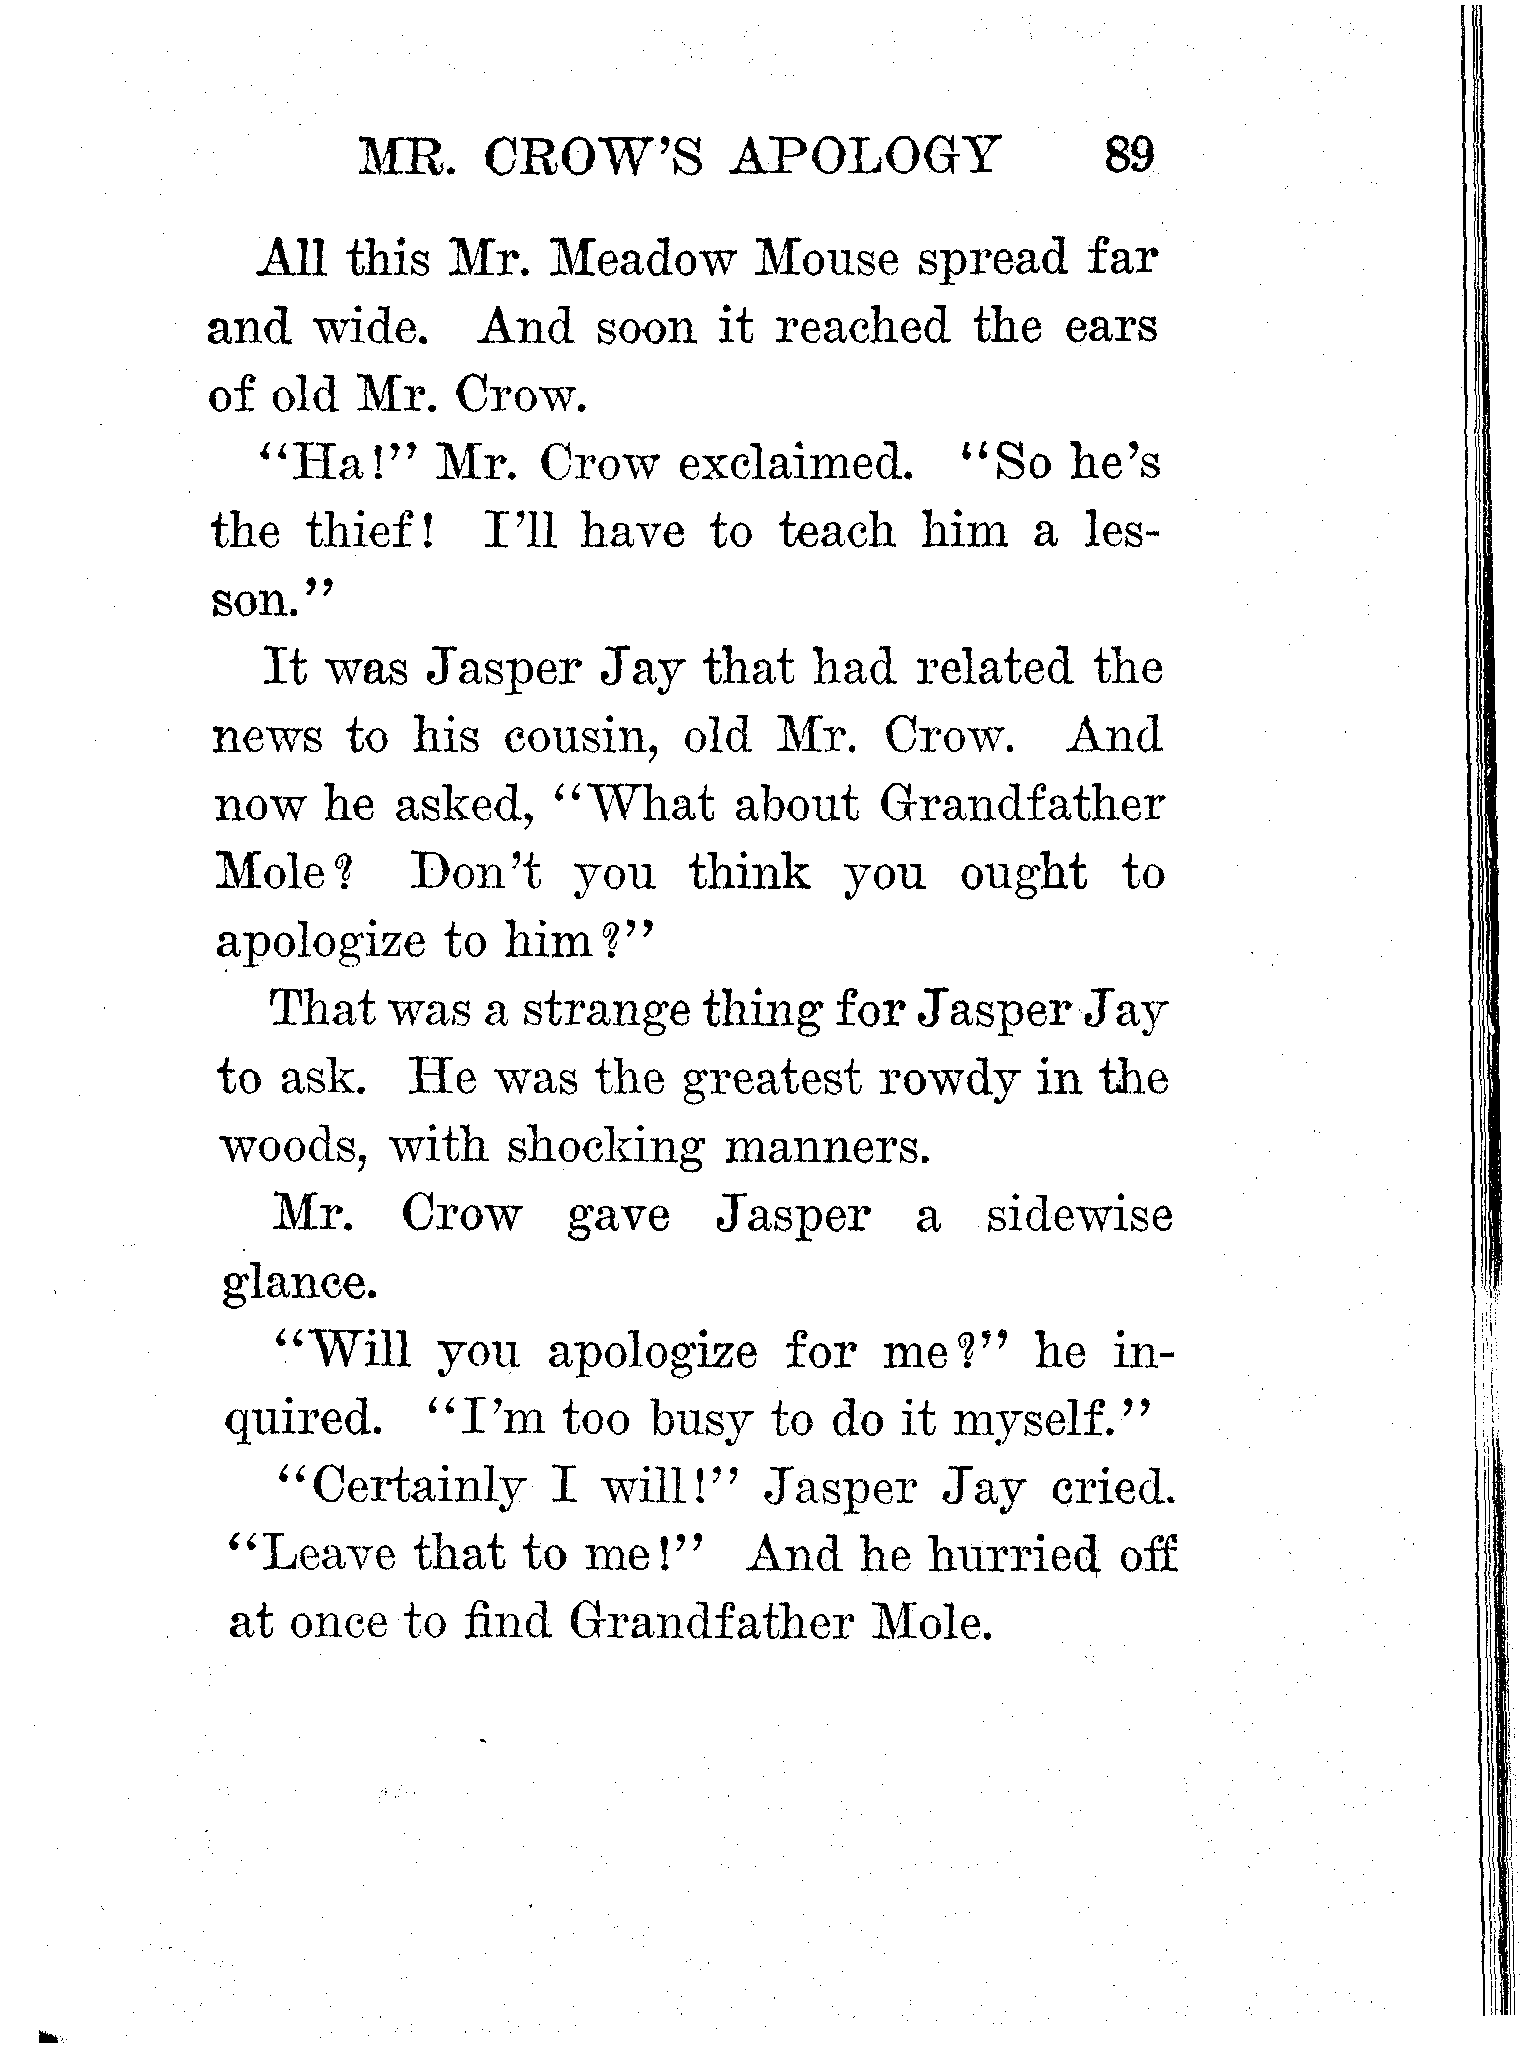 MR. CROW'S APOLOGY 89
All this Mr. Meadow Mouse spread far
and wide. And soon it reached the ears
of old Mr. Crow.
"Ha!" Mr. Crow exclaimed. "So he's
the thief! I'll have to teach him a les-
son."
It was Jasper Jay that had related the
news to his cousin, old Mr. Crow. And
now he asked, "What about Grandfather
Mole? Don't you think you ought to
apologize to him?"
That was a strange thing for Jasper Jay
to ask. He was the greatest rowdy in the
woods, with shocking manners.
Mr. Crow gave Jasper a sidewise
glance.
"Will you apologize for me?" he in-
quired. "I'm too busy to do it myself."
"Certainly I will!" Jasper Jay cried.
"Leave that to me!" And he hurried off
at once to find Grandfather Mole.